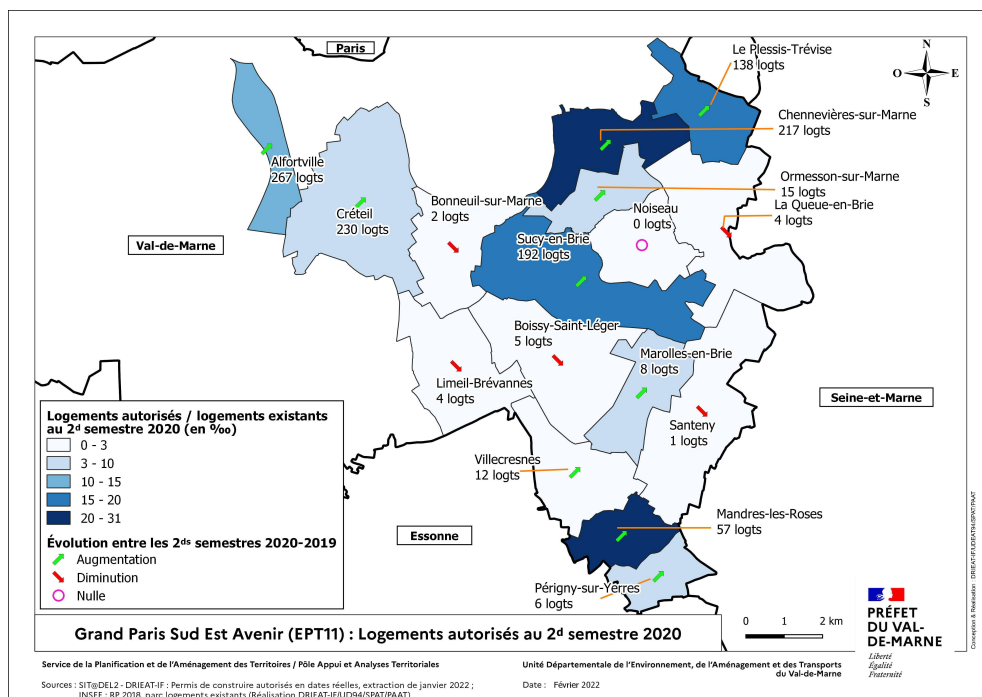 Paris
Le Plessis-Trévise
138 logts
N
O
E
S
Chennevières-sur-Marne
217 logts
Alfortville
267 logts
Ormesson-sur-Marne
15 logts
Bonneuil-sur-Marne
2 logts
Noiseau
0 logts
La Queue-en-Brie
4 logts
Créteil
230 logts
Val-de-Marne
Sucy-en-Brie
192 logts
Boissy-Saint-Léger
5 logts
Marolles-en-Brie
8 logts
Limeil-Brévannes
4 logts
Seine-et-Marne
Santeny
1 logts
Villecresnes
12 logts
Mandres-les-Roses
57 logts
Essonne
Périgny-sur-Yerres
6 logts
Logements autorisés / logements existants
au 2ᵈ semestre 2020 (en ‰)
0 - 3
3 - 10
10 - 15
15 - 20
20 - 31
Évolution entre les 2ᵈˢ semestres 2020-2019
Augmentation
Diminution
Nulle
Grand Paris Sud Est Avenir (EPT11) : Logements autorisés au 2ᵈ semestre 2020
0 1 2 km
Conception & Réalisation : DRIEAT-IF/UDEAT94/SPAT/PAAT
PRÉFET
DU VAL-
DE-MARNE
Liberté
Égalité
Fraternité
Service de la Planification et de l'Aménagement des Territoires / Pôle Appui et Analyses Territoriales
Unité Départementale de l'Environnement, de l'Aménagement et des Transports
du Val-de-Marne
Sources : SIT@DEL2 - DRIEAT-IF : Permis de construire autorisés en dates réelles, extraction de janvier 2022 ;
INSEE : RP 2018, parc logements existants (Réalisation DRIEAT-IF/UD94/SPAT/PAAT)
Date : Février 2022